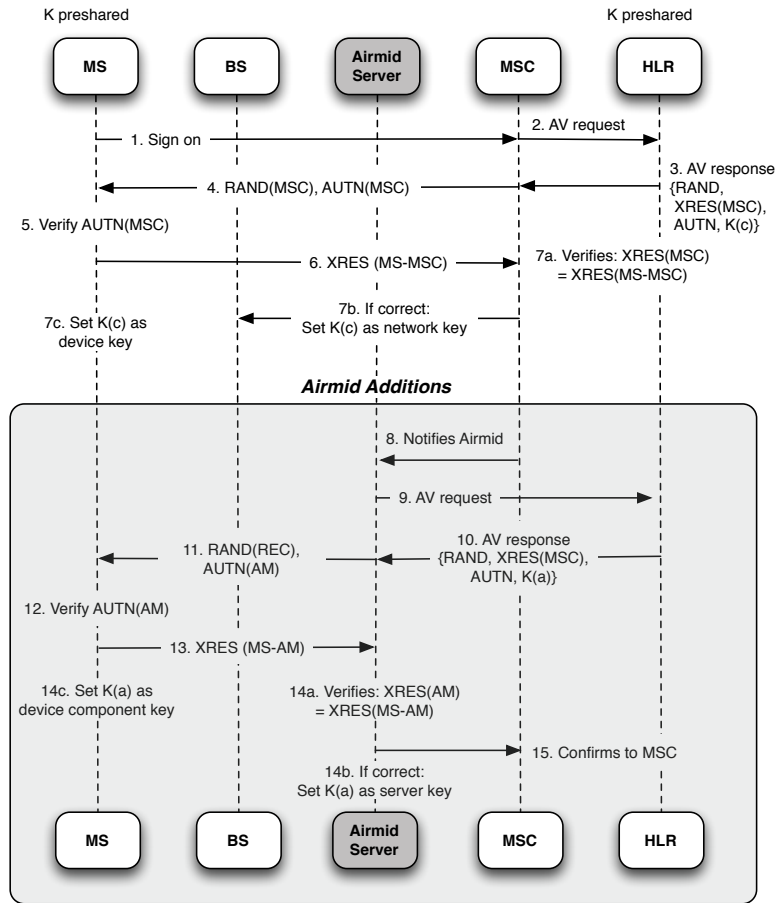 K preshared
K preshared
MS
BS
Airmid
Server
MSC
HLR
1. Sign on
2. AV request
3. AV response
{RAND,
XRES(MSC),
AUTN, K(c)}
4. RAND(MSC), AUTN(MSC)
5. Verify AUTN(MSC)
6. XRES (MS-MSC)
7a. Verifies: XRES(MSC)
= XRES(MS-MSC)
7b. If correct:
Set K(c) as network key
7c. Set K(c) as
device key
Airmid Additions
8. Notifies Airmid
9. AV request
10. AV response
{RAND, XRES(MSC),
AUTN, K(a)}
11. RAND(REC),
AUTN(AM)
12. Verify AUTN(AM)
13. XRES (MS-AM)
14c. Set K(a) as
device component key
14a. Verifies: XRES(AM)
= XRES(MS-AM)
15. Confirms to MSC
14b. If correct:
Set K(a) as server key
MS
BS
Airmid
Server
MSC
HLR